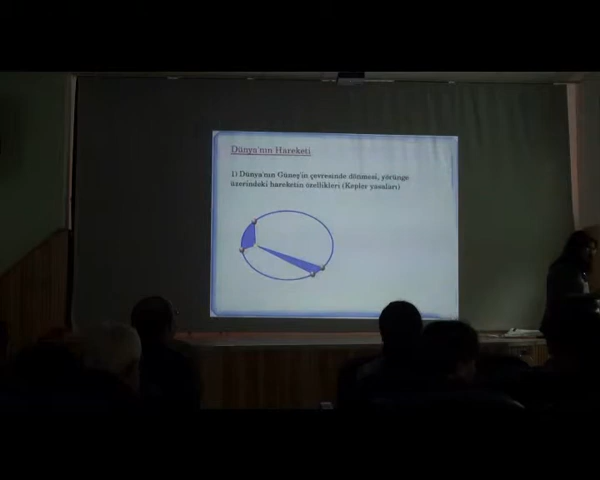 Dünya'nın Hareketi
1) Dünya'nın Güneş'in çevresinde dönmesi, yörünge
üzerindeki hareketin özellikleri (Kepler yasaları)